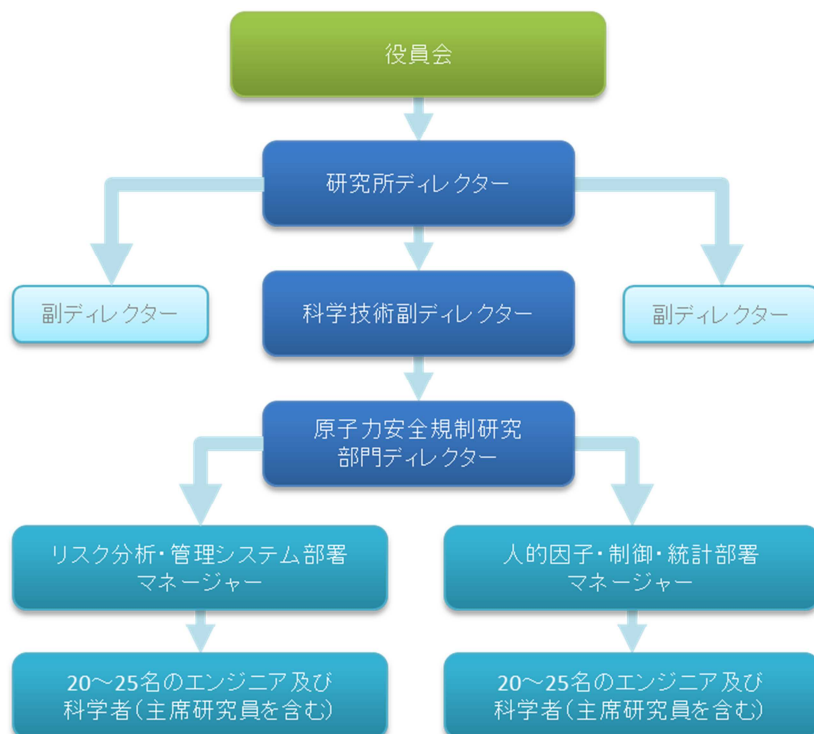 役員会
研究所ディレクター
副ディレクター
科学技術副ディレクター
副ディレクター
原子力安全規制研究
部門ディレクター
リスク分析・管理システム部署
マネージャー
人的因子・制御・統計部署
マネージャー
20～25名のエンジニア及び
科学者（主席研究員を含む）
20～25名のエンジニア及び
科学者（主席研究員を含む）